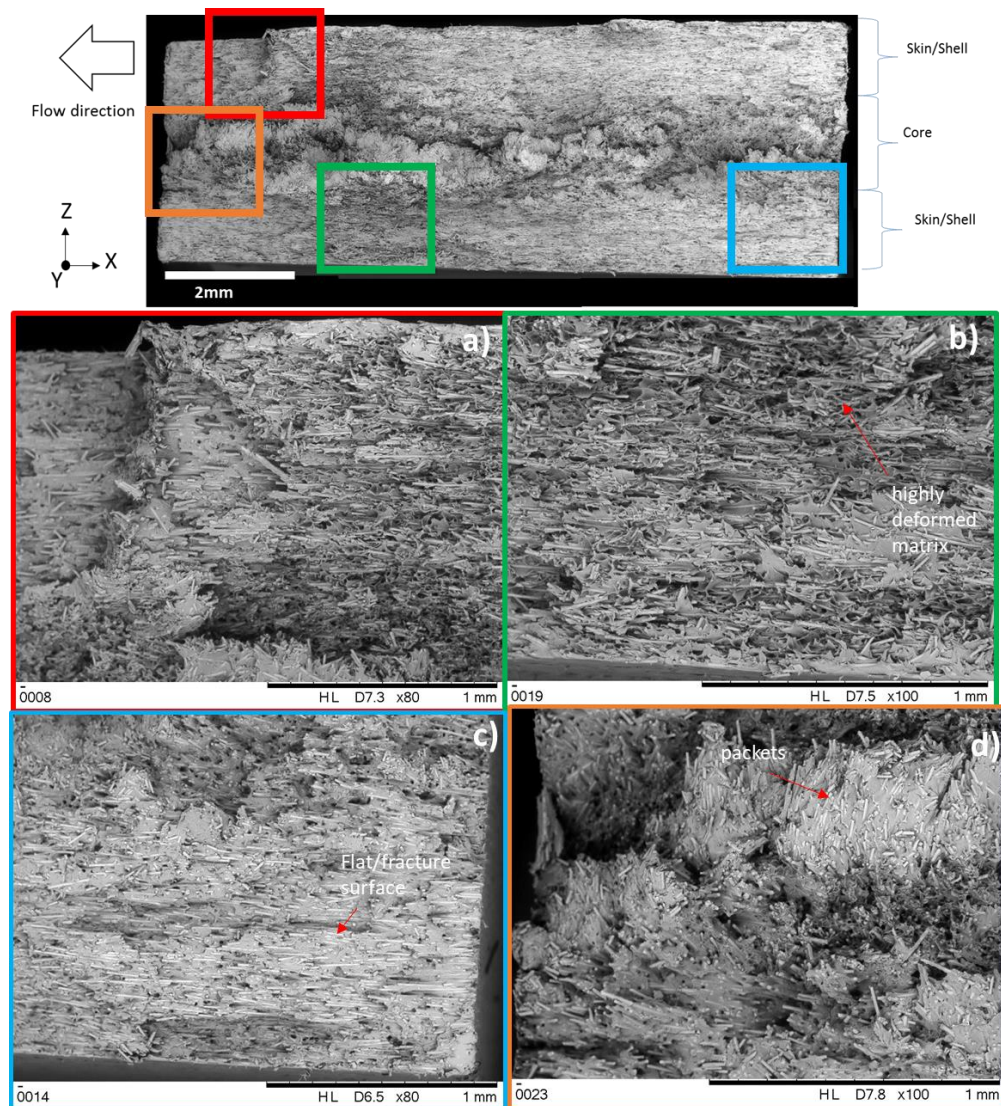 Skin/Shell
Flow direction
Core
Skin/Shell
Z
X
Y
2mm
a)
b)
highly
deformed
matrix
0008 HL D7.3 x80 1 mm
0019 HL D7.5 x100 1 mm
c)
d)
packets
Flat/fracture
surface
0014 HL D6.5 x80 1 mm
0023 HL D7.8 x100 1 mm